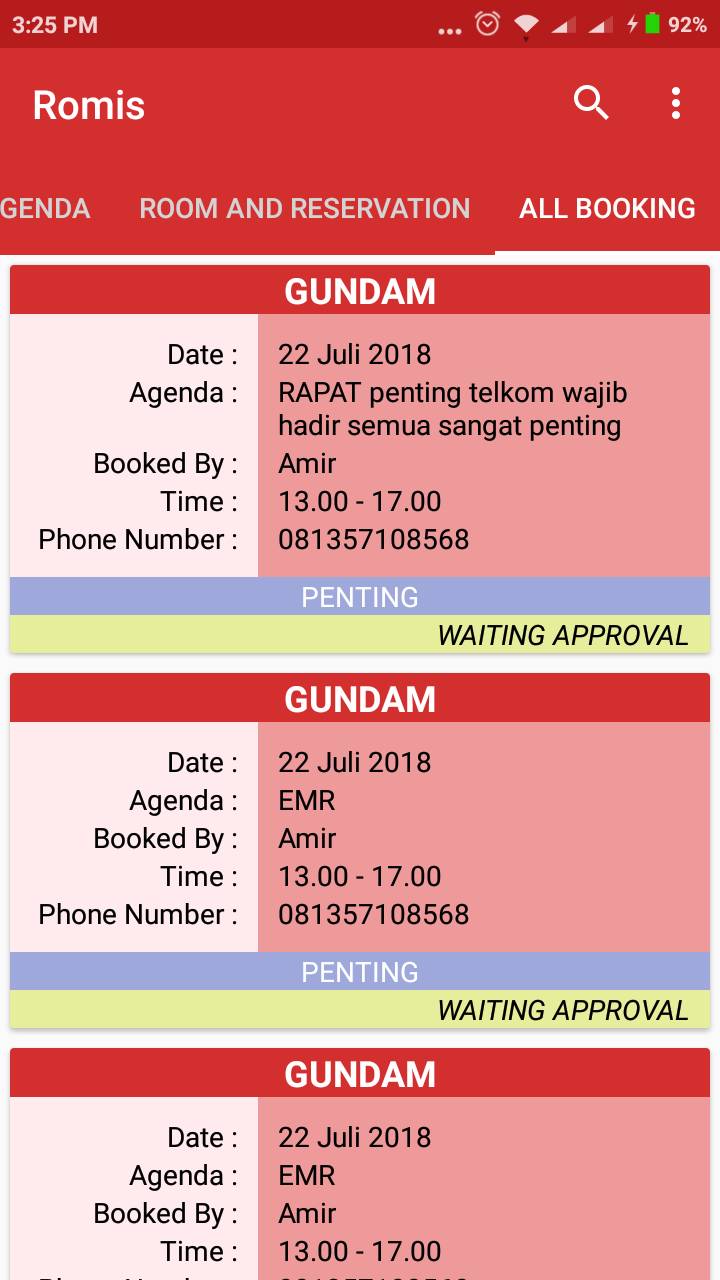 3:25 PM
92%
Romis
GENDA ROOM AND RESERVATION ALL BOOKING
GUNDAM
Date : 22 Juli 2018
Agenda : RAPAT penting telkom wajib
hadir semua sangat penting
Booked By : Amir
Time : 13.00 - 17.00
Phone Number : 081357108568
PENTING
WAITING APPROVAL
GUNDAM
Date : 22 Juli 2018
Agenda : EMR
Booked By : Amir
Time : 13.00 - 17.00
Phone Number : 081357108568
PENTING
WAITING APPROVAL
GUNDAM
Date : 22 Juli 2018
Agenda : EMR
Booked By : Amir
Time : 13.00 - 17.00